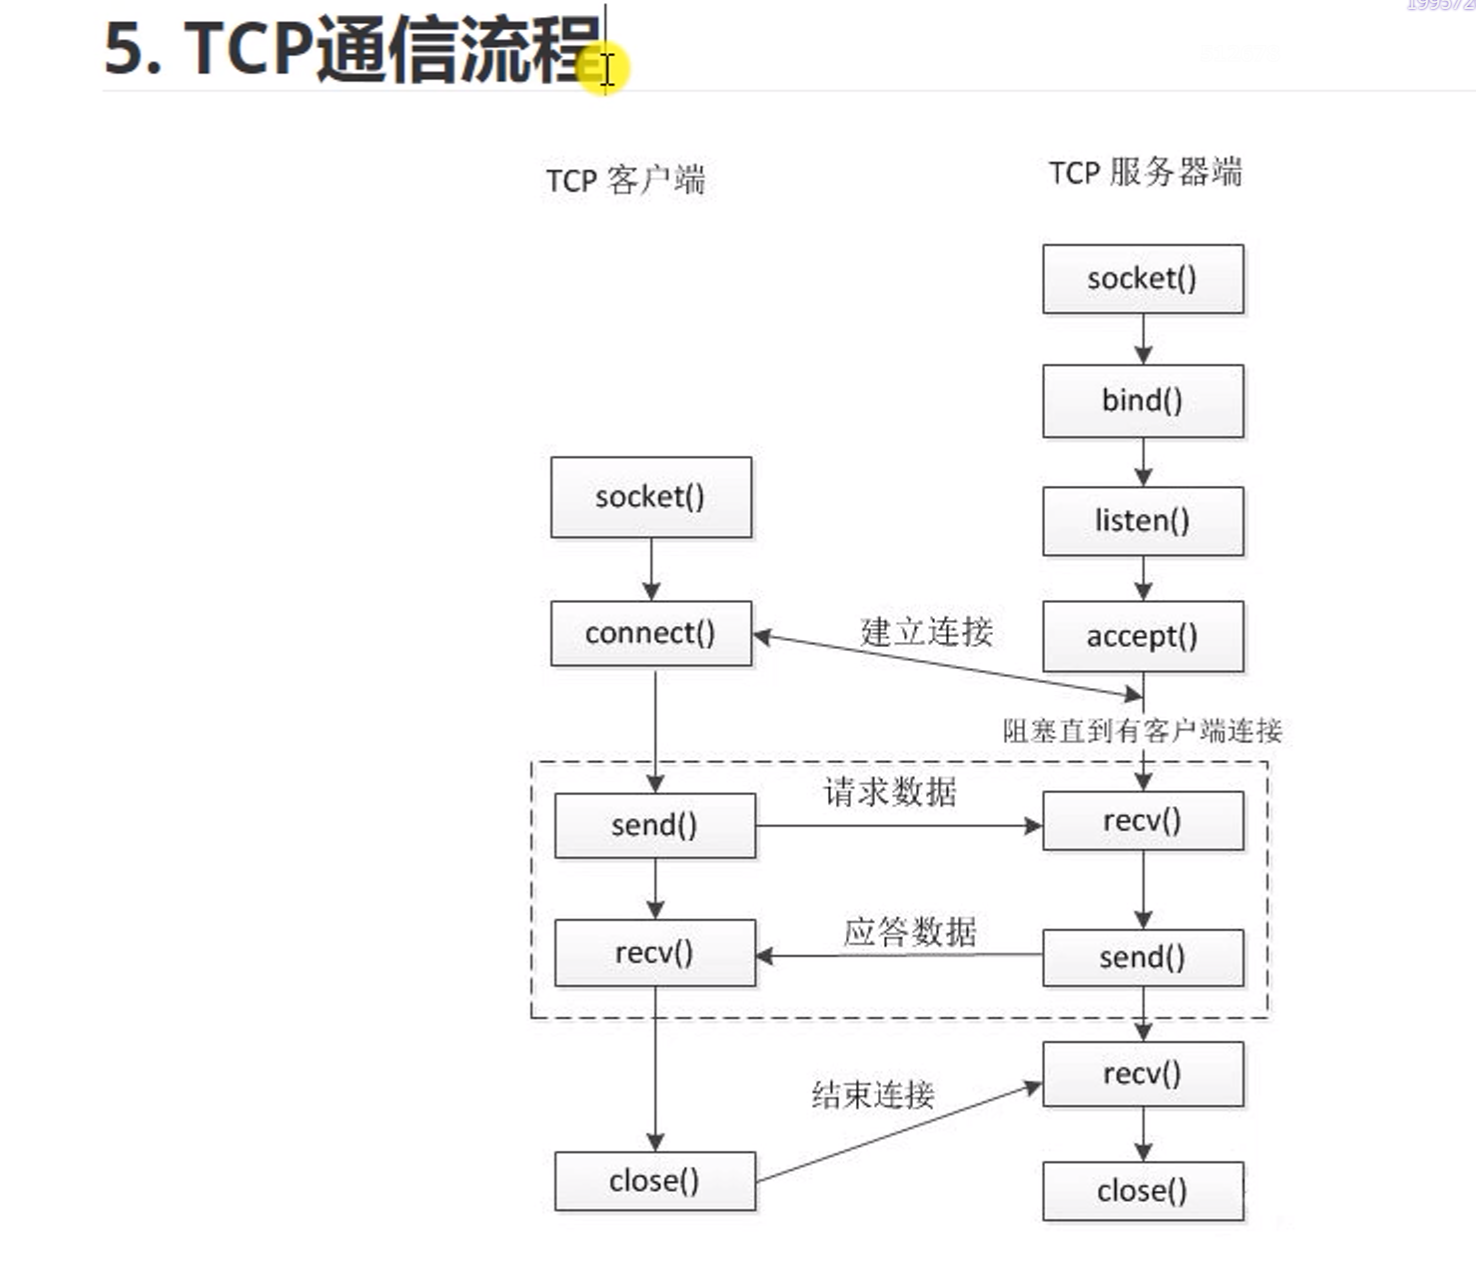 5. TCP通信流程
TCP 客户端
TCP 服务器端
socket()
bind()
socket()
listen()
connect()
建立连接
accept()
阻塞直到有客户端连接
send()
请求数据
recv()
recv()
应答数据
send()
结束连接
recv()
close()
close()